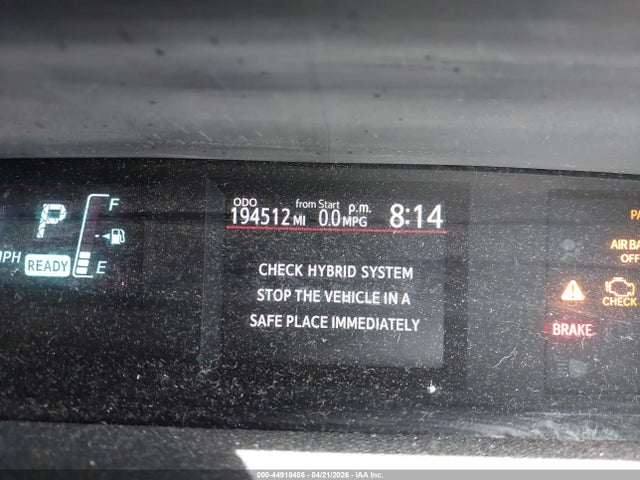 P
F
E
MPH
READY
ODO
194512 MI
from Start
0.0 MPG
p.m.
8:14
CHECK HYBRID SYSTEM
STOP THE VEHICLE IN A
SAFE PLACE IMMEDIATELY
AIR BA
OFF
CHECK
BRAKE
000-44918466 - 04/21/2026 - IAA Inc.